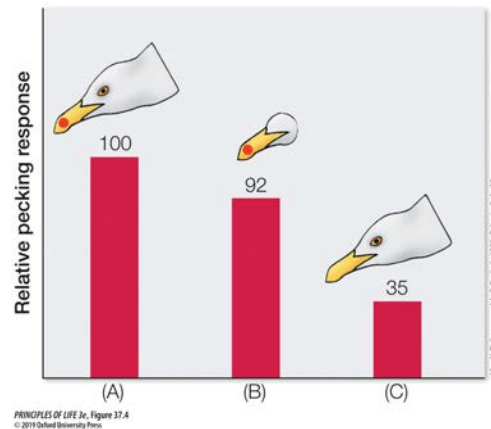 Relative pecking response
100
92
35
(A)
(B)
(C)
PRINCIPLES OF LIFE 3e, Figure 37.4
© 2019 Oxford University Press